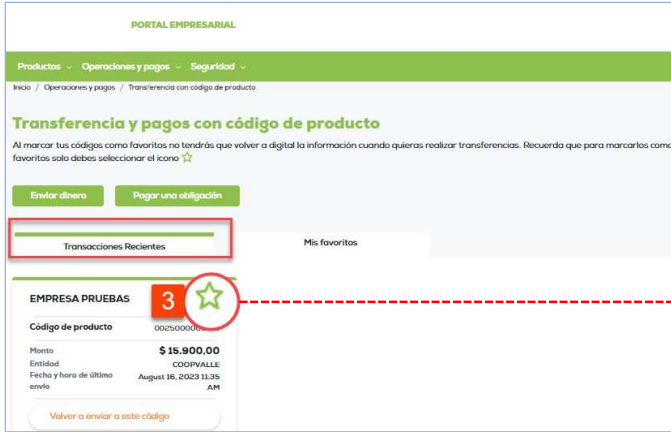 PORTAL EMPRESARIAL
Productos Operaciones y pagos Seguridad
Inicio / Operaciones y pagos / Transferencia con código de producto
Transferencia y pagos con código de producto
Al marcar tus códigos como favoritos no tendrás que volver a digital la información cuando quieras realizar transferencias. Recuerda que para marcarlos como
favoritos solo debes seleccionar el icono
Enviar dinero Pagar una obligación
Transacciones Recientes Mis favoritos
EMPRESA PRUEBAS 3
Código de producto
Monto $ 15.900,00
Entidad COOPVALLE
Fecha y hora de último August 16, 2023 11:35
envío AM
Volver a enviar a este código